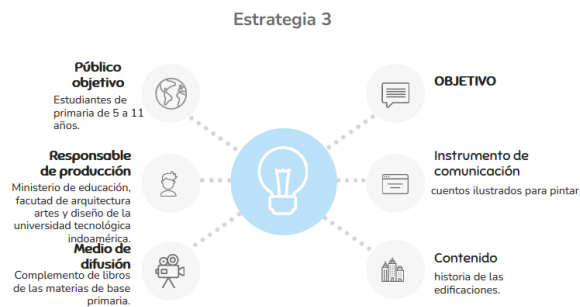 Estrategia 3
Público
objetivo
Estudiantes de
primaria de 5 a 11
años.
Responsable
de producción
Ministerio de educación,
facutad de arquitectura
artes y diseño de la
universidad tecnológica
indoamérica.
Medio de
difusión
Complemento de libros
de las materias de base
primaria.
OBJETIVO
Instrumento de
comunicación
cuentos ilustrados para pintar
Contenido
historia de las
edificaciones.